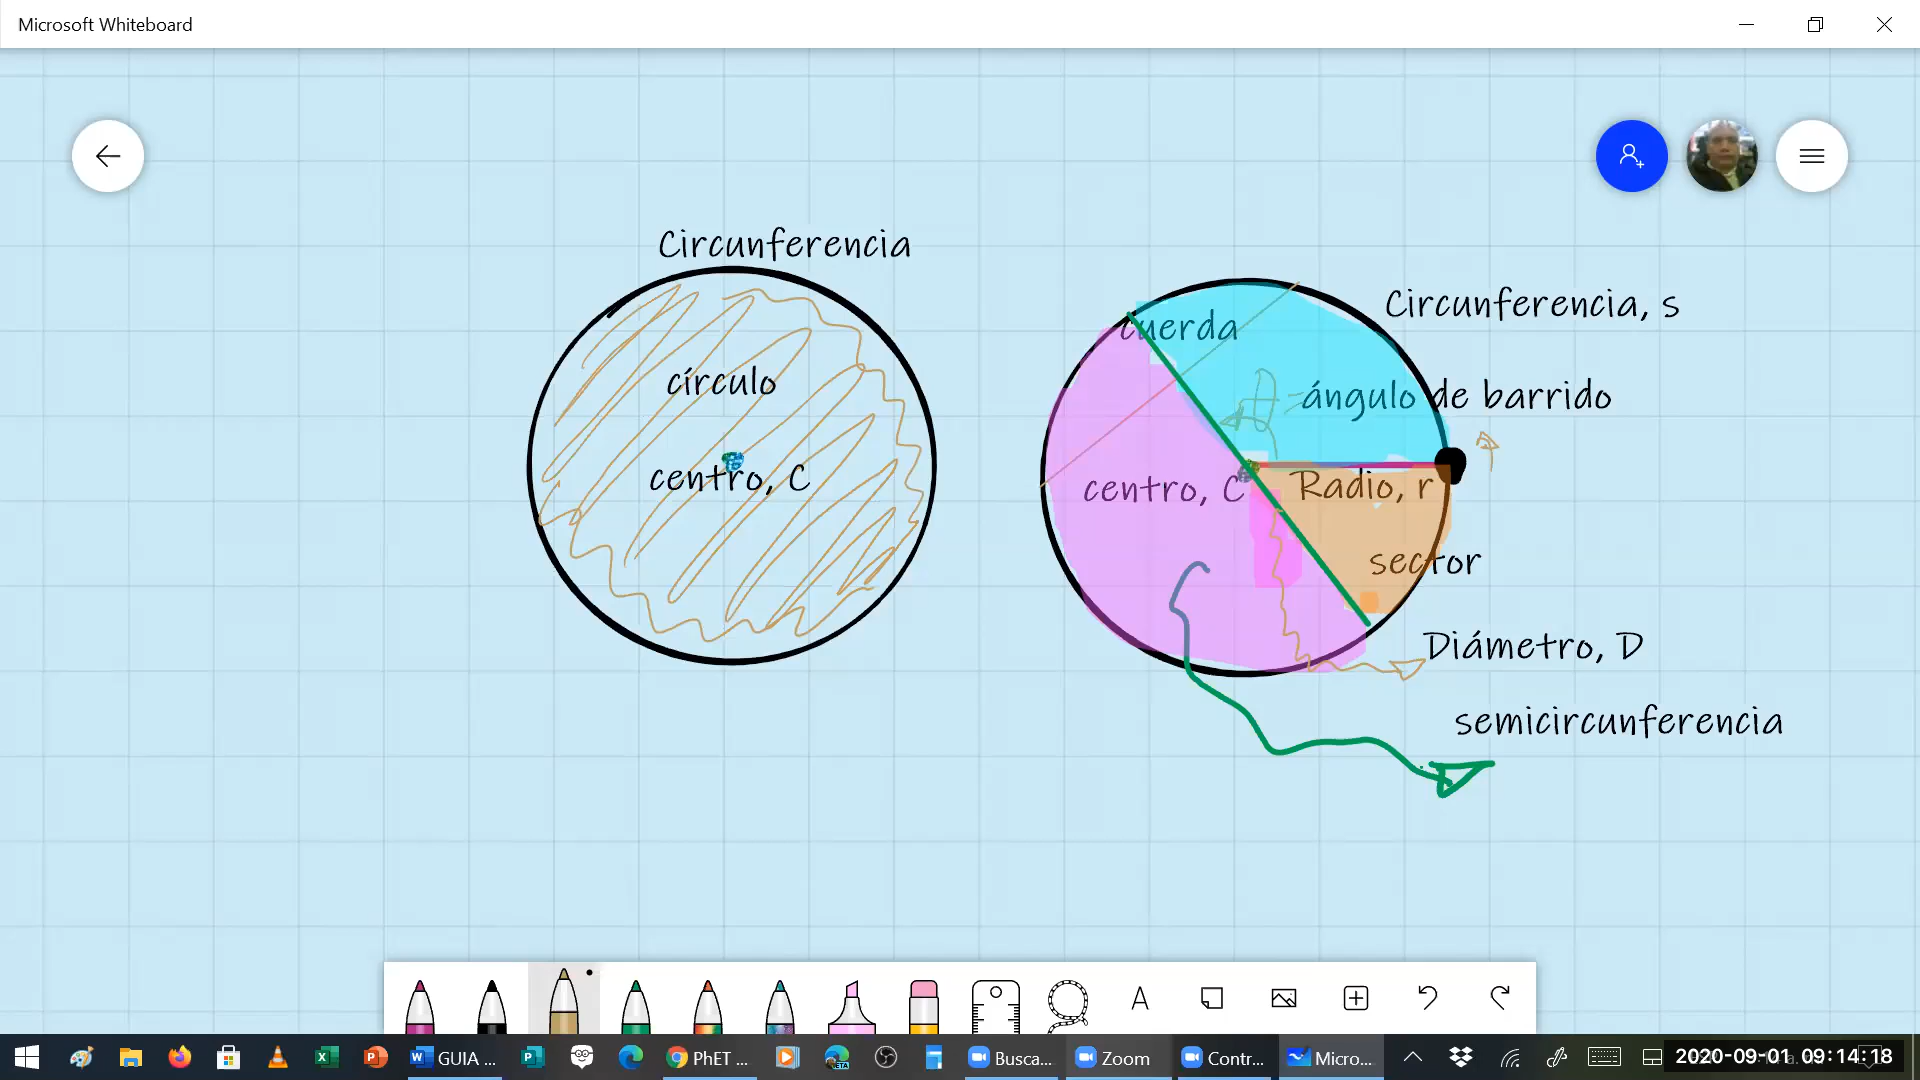 Microsoft Whiteboard
Circunferencia
círculo
centro, C
Circunferencia, s
cuerda
ángulo de barrido
centro, C
Radio, r
sector
Diámetro, D
semicircunferencia
GUIA ...
PhET ...
Busca...
Zoom
Contr...
Micro...
2020-09-01 09:14:18